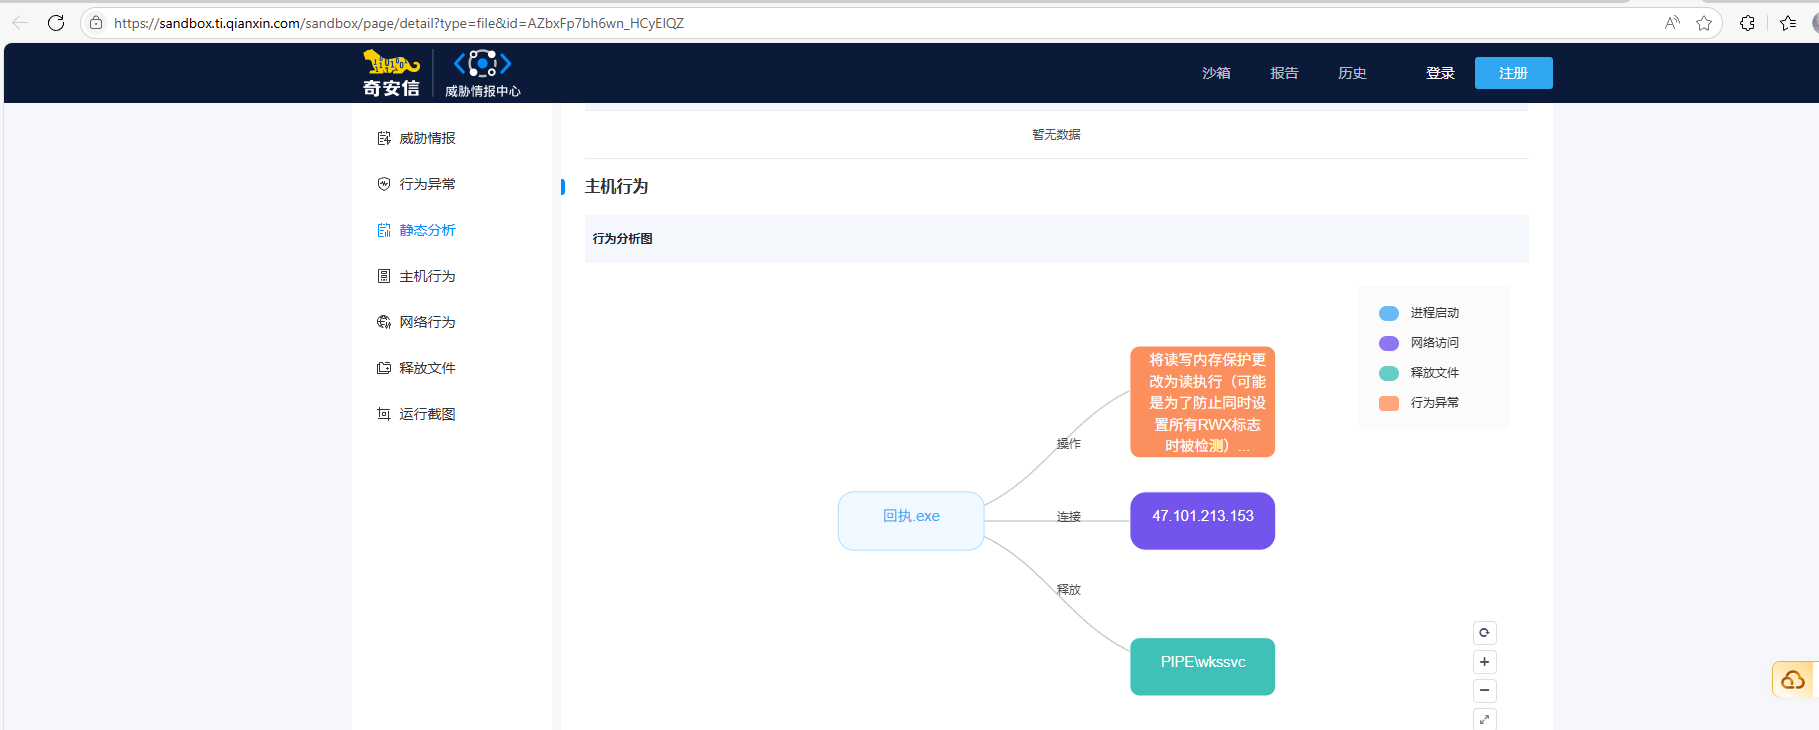 https://sandbox.ti.qianxin.com/sandbox/page/detail?type=file&id=AZbxFp7bh6wn_HCyEIQZ
奇安信
威胁情报中心
沙箱
报告
历史
登录
注册
威胁情报
行为异常
静态分析
主机行为
网络行为
释放文件
运行截图
暂无数据
主机行为
行为分析图
进程启动
网络访问
释放文件
行为异常
将读写内存保护更
改为读执行（可能
是为了防止同时设
置所有RWX标志
时被检测）...
操作
回执.exe
连接
47.101.213.153
释放
PIPE\wkssvc